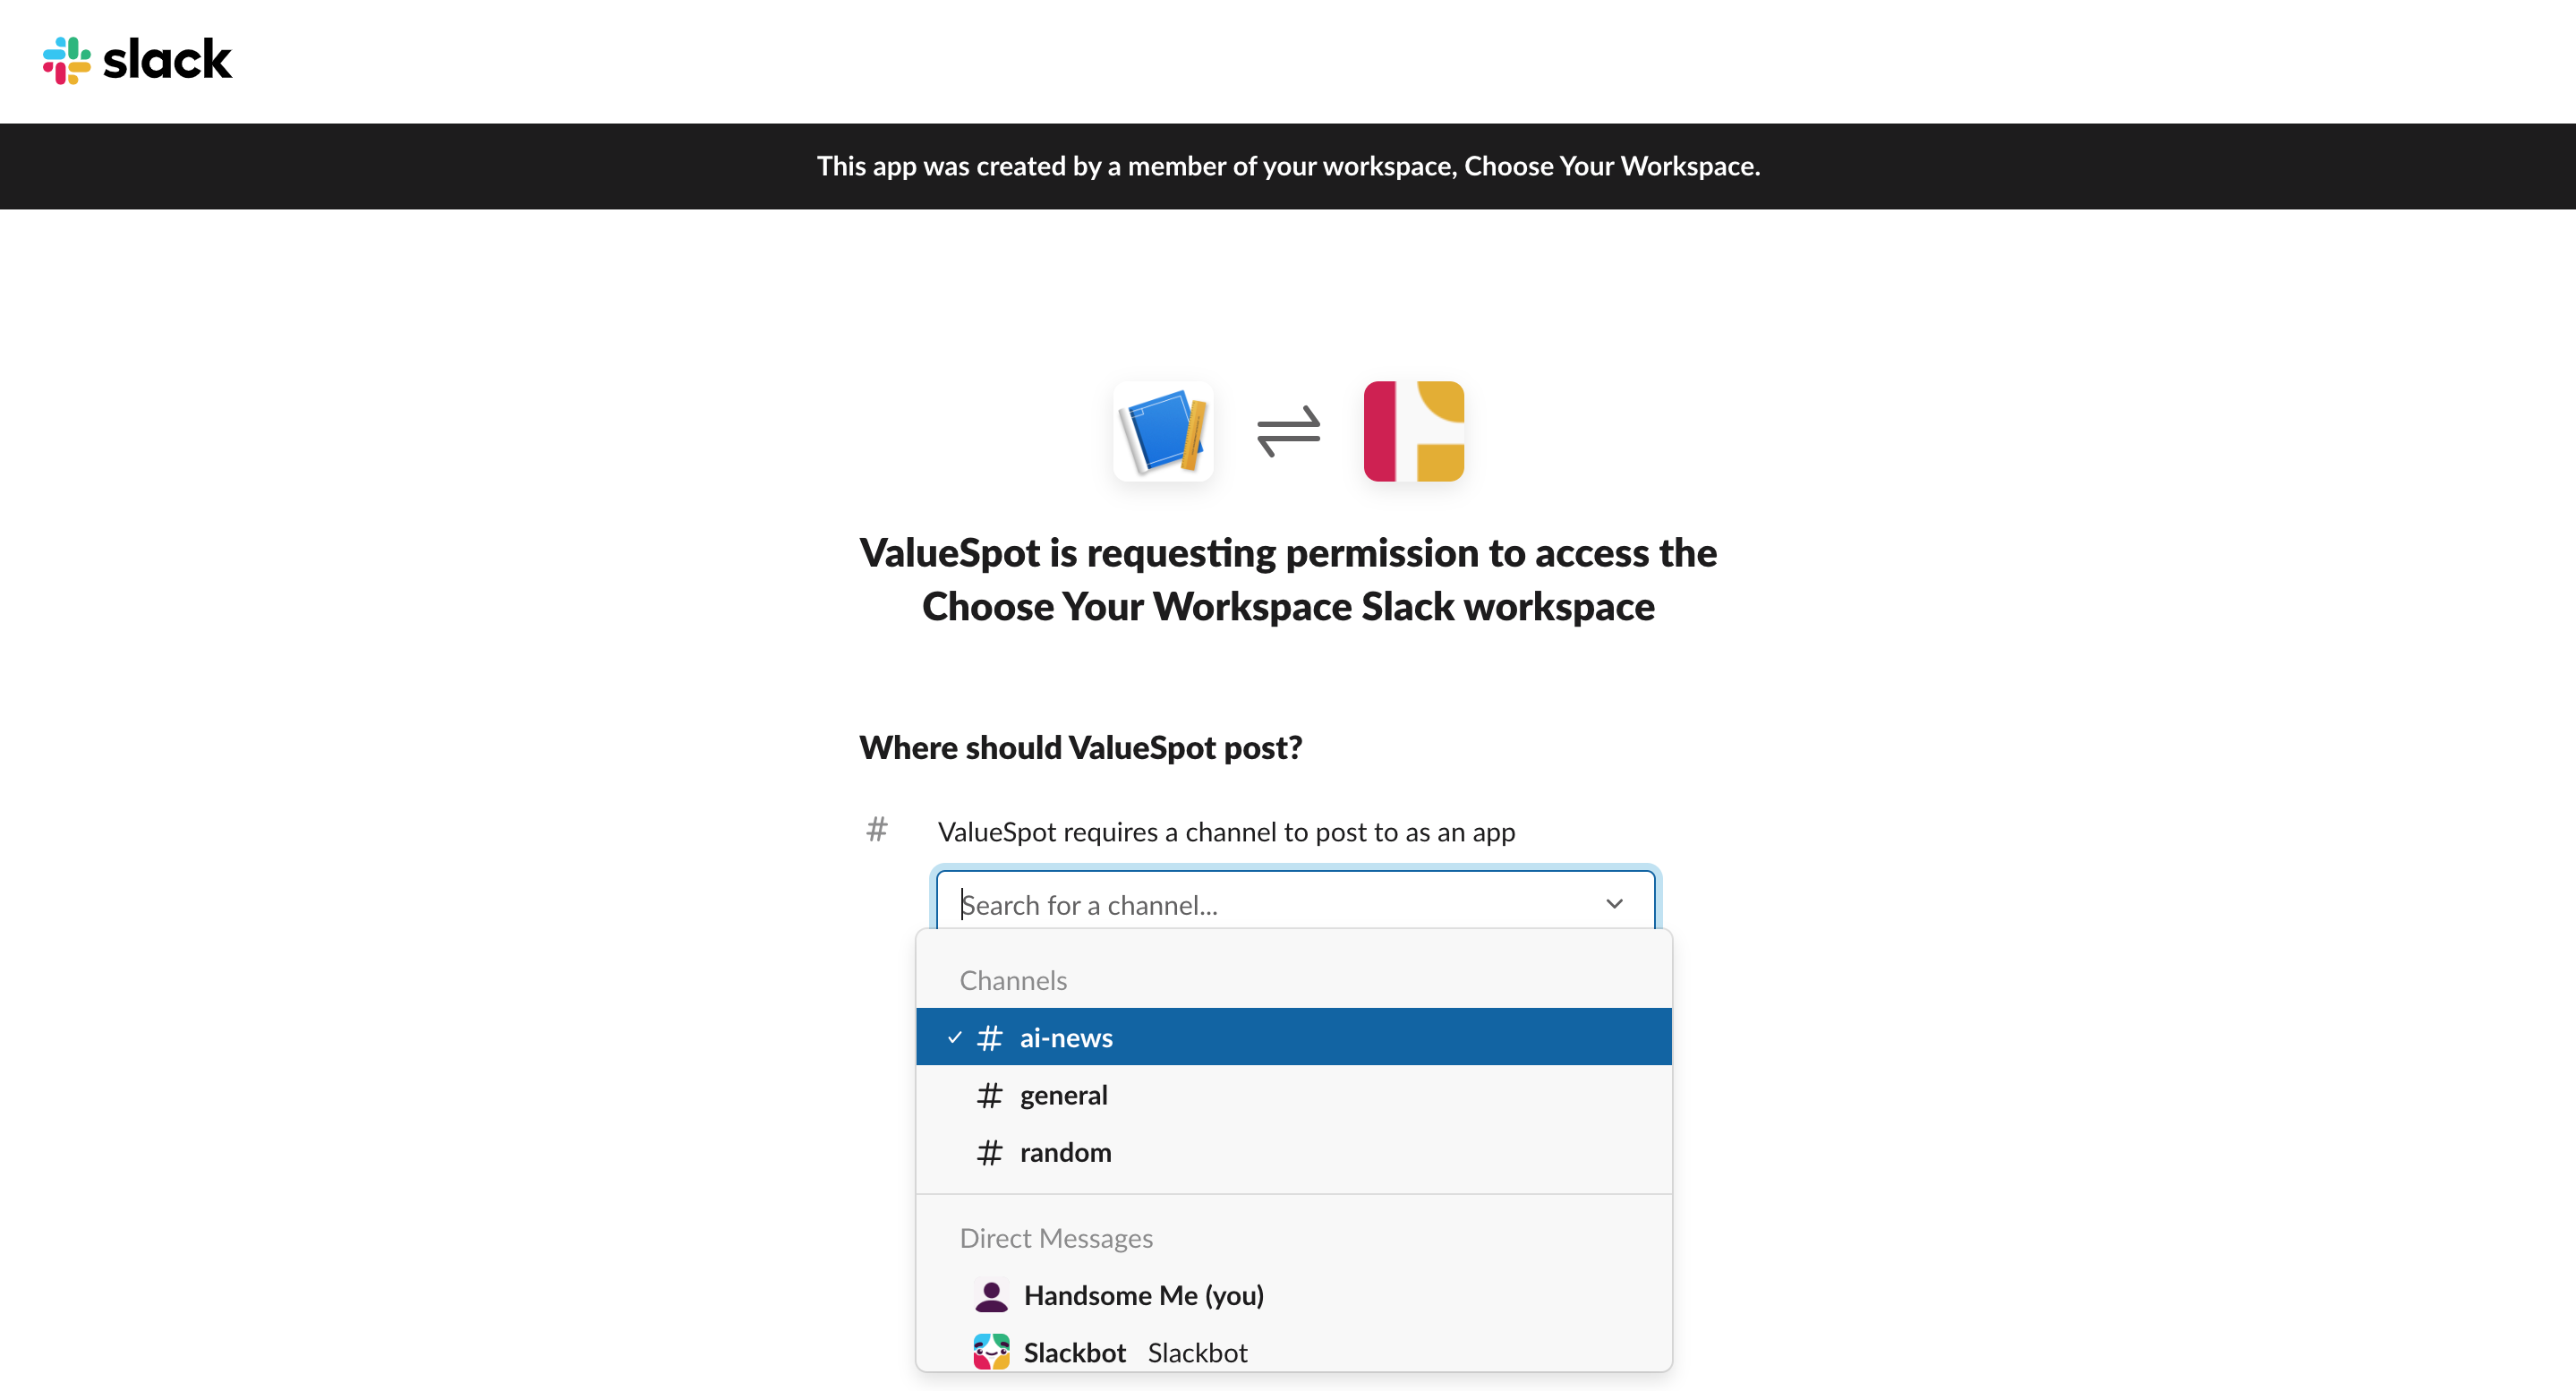 slack
This app was created by a member of your workspace, Choose Your Workspace.
ValueSpot is requesting permission to access the
Choose Your Workspace Slack workspace
Where should ValueSpot post?
# ValueSpot requires a channel to post to as an app
Search for a channel...
Channels
✓ # ai-news
# general
# random
Direct Messages
Handsome Me (you)
Slackbot Slackbot